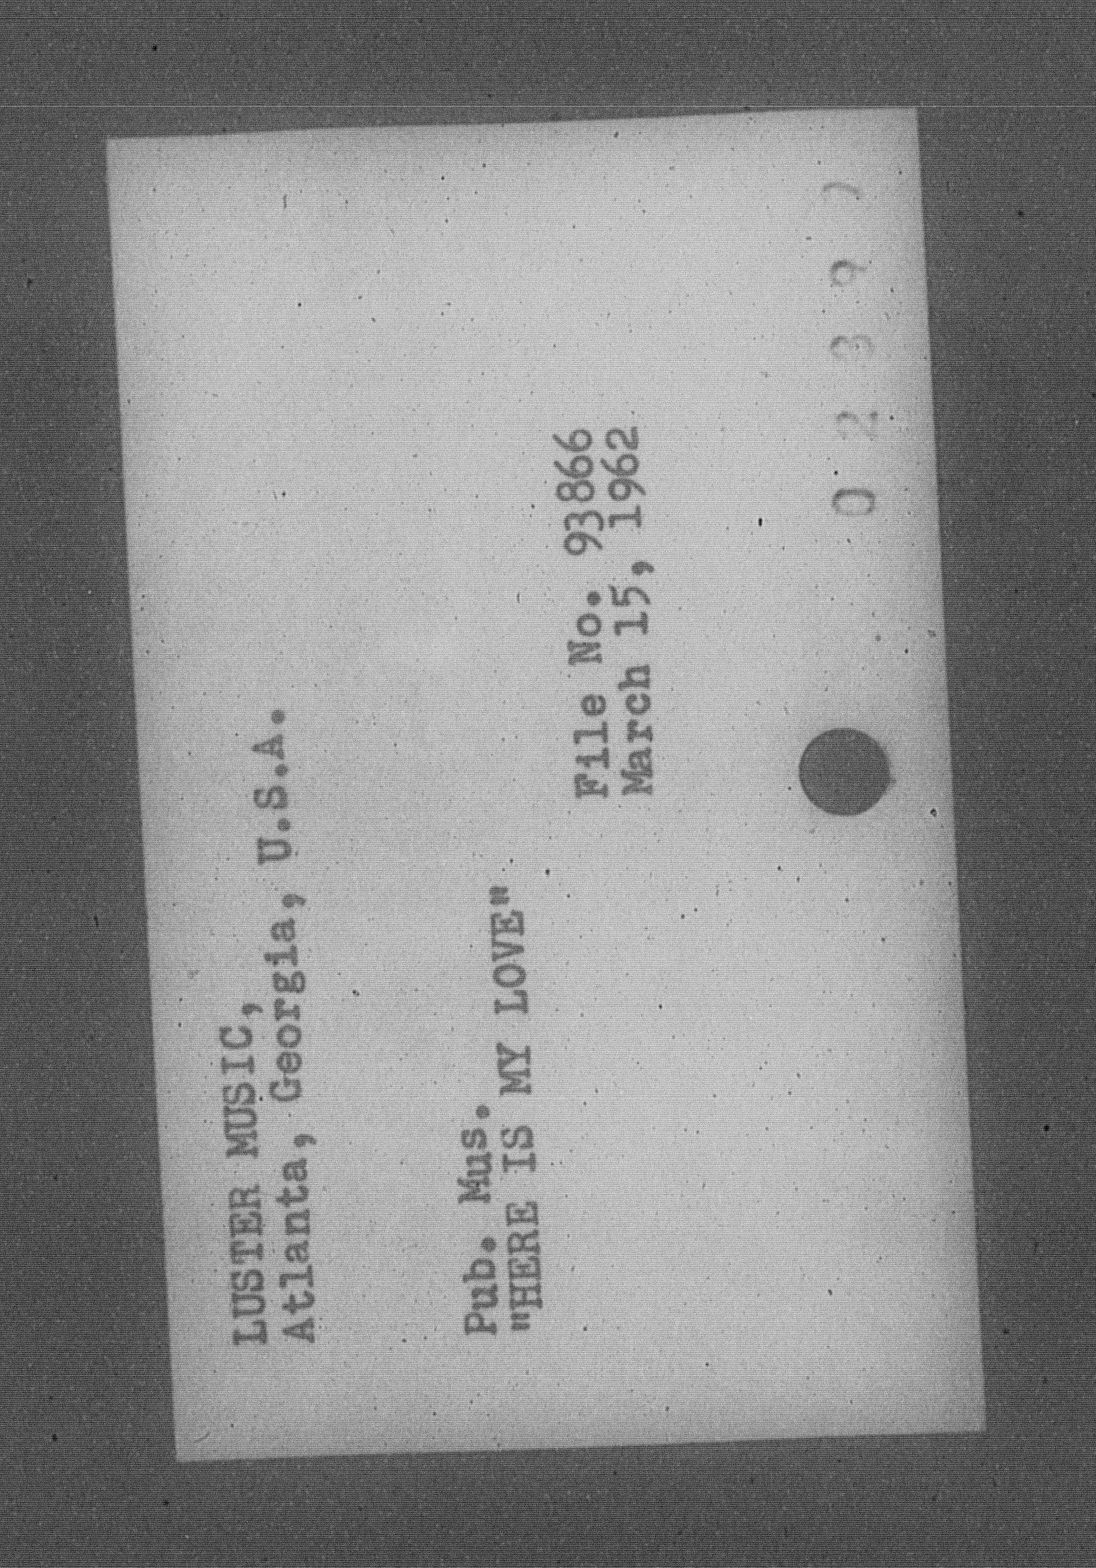 LUSTER MUSIC,
Atlanta, Georgia, U.S.A.
Pub. Mus.
"HERE IS MY LOVE"
File No. 93866
March 15, 1962